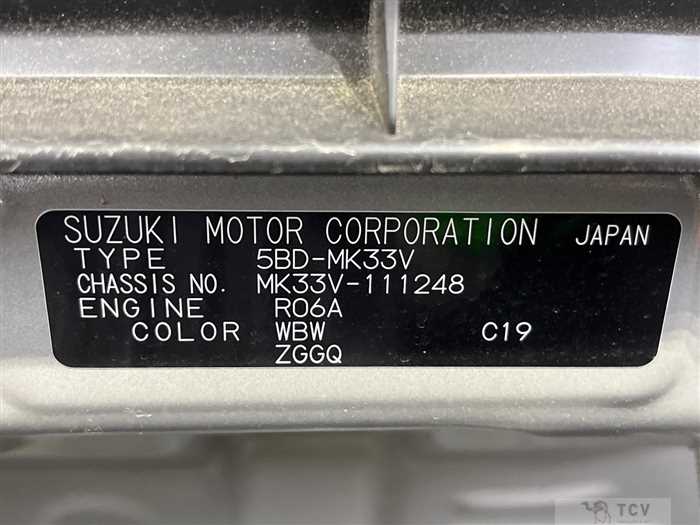 SUZUKI MOTOR CORPORATION JAPAN
TYPE 5BD-MK33V
CHASSIS NO. MK33V-111248
ENGINE R06A
COLOR WBW C19
ZGGQ
TCV